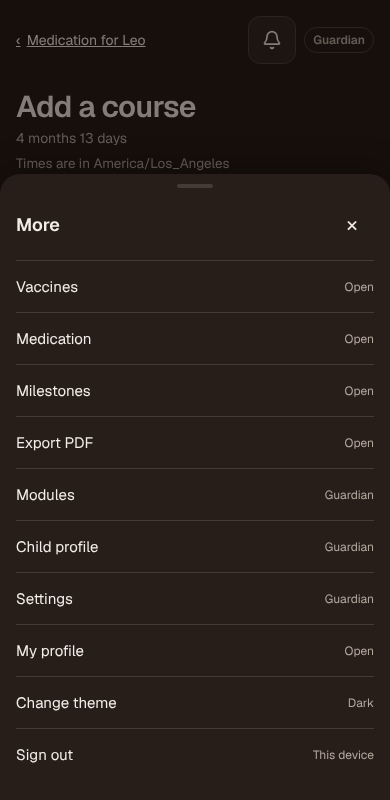 ‹ Medication for Leo
Guardian
Add a course
4 months 13 days
Times are in America/Los_Angeles
More ×
Vaccines Open
Medication Open
Milestones Open
Export PDF Open
Modules Guardian
Child profile Guardian
Settings Guardian
My profile Open
Change theme Dark
Sign out This device